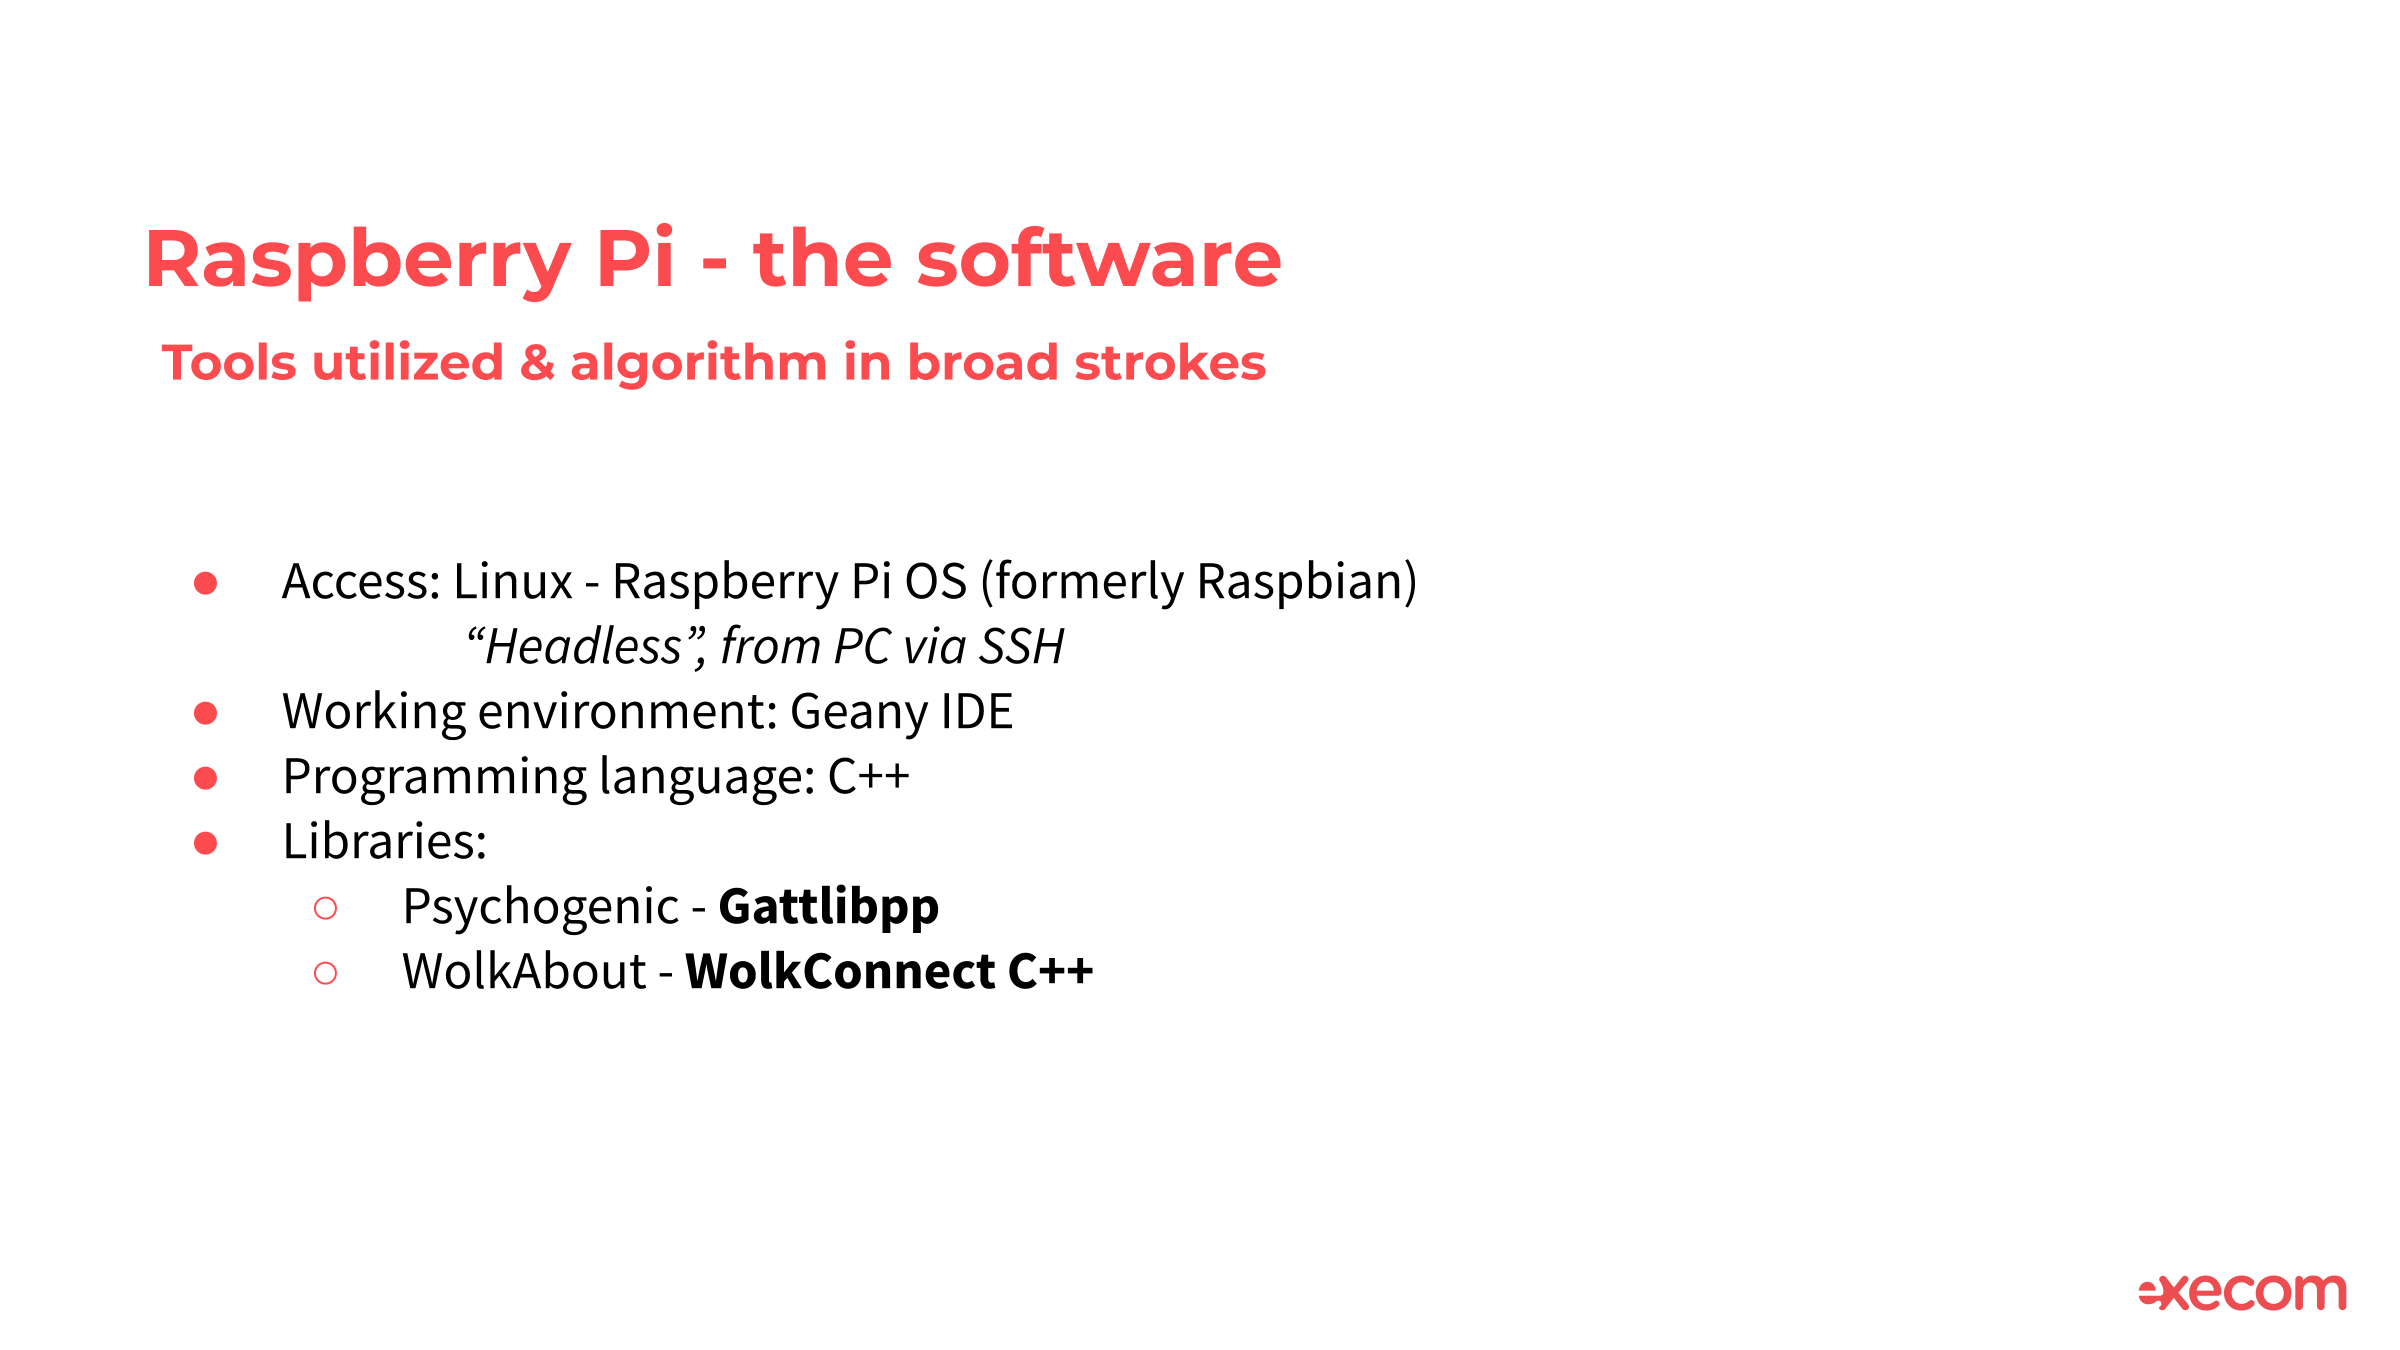 Raspberry Pi - the software
Tools utilized & algorithm in broad strokes
● Access: Linux - Raspberry Pi OS (formerly Raspbian)
“Headless”, from PC via SSH
● Working environment: Geany IDE
● Programming language: C++
● Libraries:
○ Psychogenic - Gattlibpp
○ WolkAbout - WolkConnect C++
execom